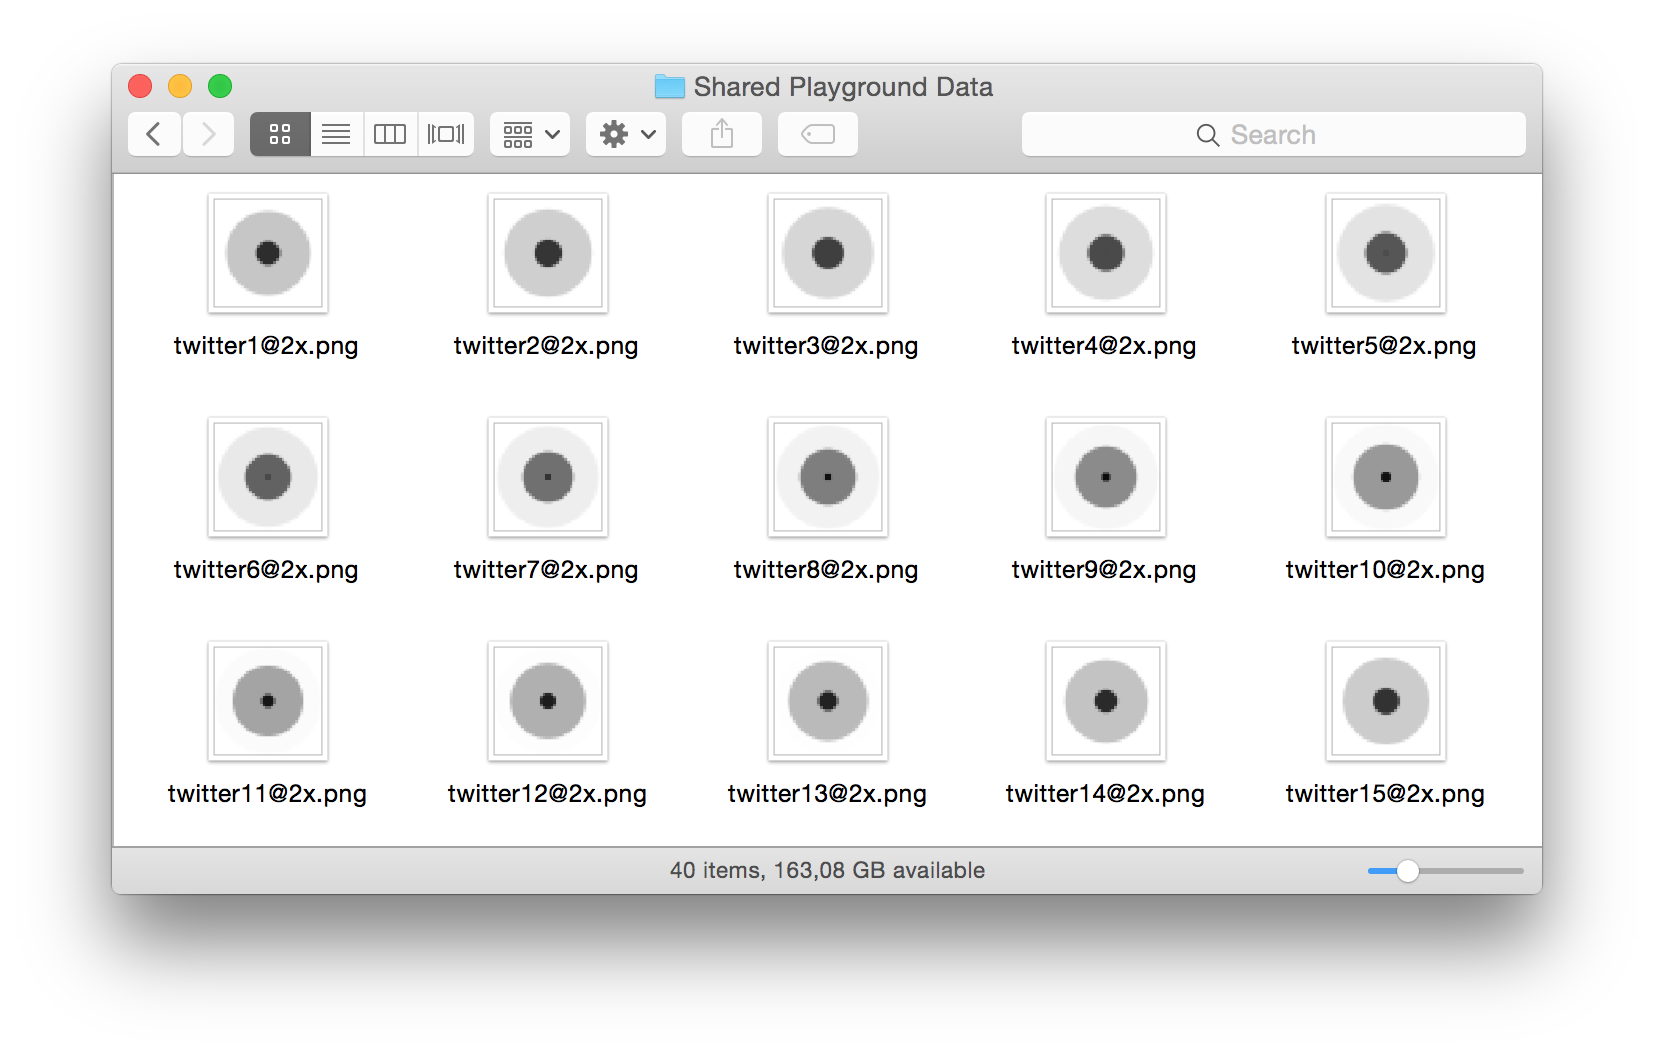 Shared Playground Data
Search
twitter1@2x.png
twitter2@2x.png
twitter3@2x.png
twitter4@2x.png
twitter5@2x.png
twitter6@2x.png
twitter7@2x.png
twitter8@2x.png
twitter9@2x.png
twitter10@2x.png
twitter11@2x.png
twitter12@2x.png
twitter13@2x.png
twitter14@2x.png
twitter15@2x.png
40 items, 163,08 GB available